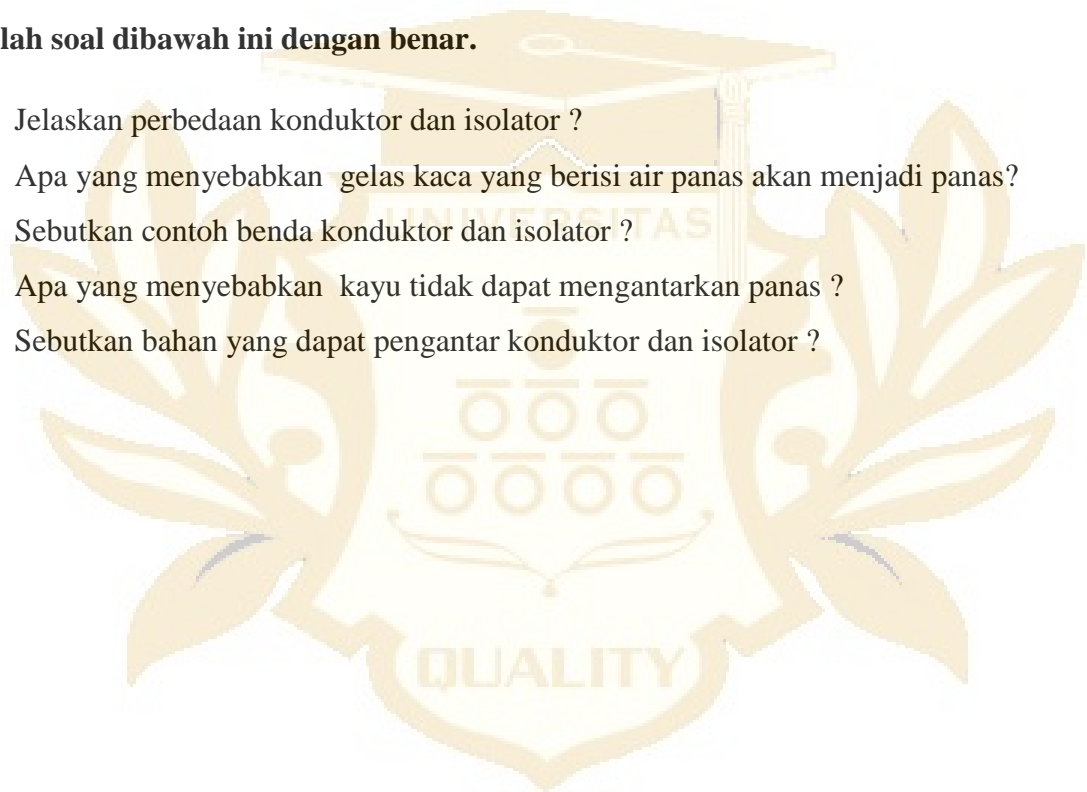 lah soal dibawah ini dengan benar.
Jelaskan perbedaan konduktor dan isolator ?
Apa yang menyebabkan gelas kaca yang berisi air panas akan menjadi panas?
UNIVERSITAS
Sebutkan contoh benda konduktor dan isolator ?
Apa yang menyebabkan kayu tidak dapat mengantarkan panas ?
Sebutkan bahan yang dapat pengantar konduktor dan isolator ?
QUALITY